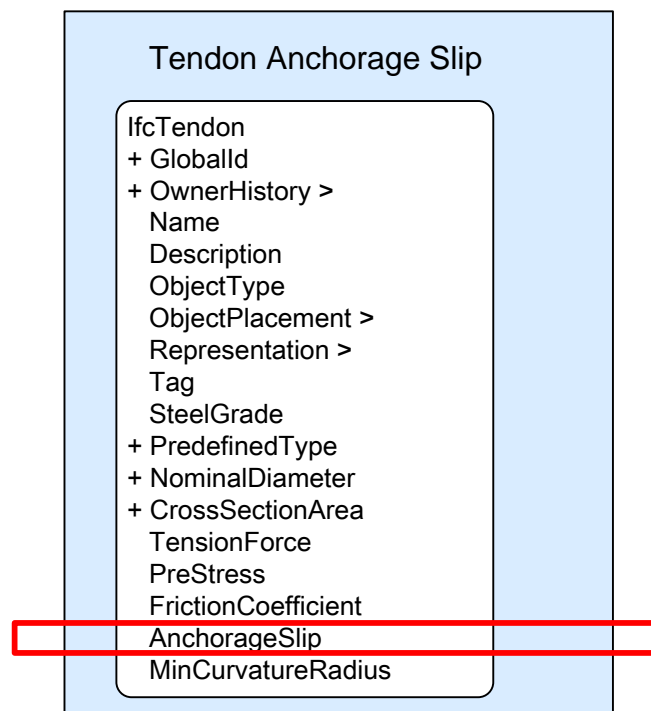 Tendon Anchorage Slip
IfcTendon
+ GlobalId
+ OwnerHistory >
Name
Description
ObjectType
ObjectPlacement >
Representation >
Tag
SteelGrade
+ PredefinedType
+ NominalDiameter
+ CrossSectionArea
TensionForce
PreStress
FrictionCoefficient
AnchorageSlip
MinCurvatureRadius